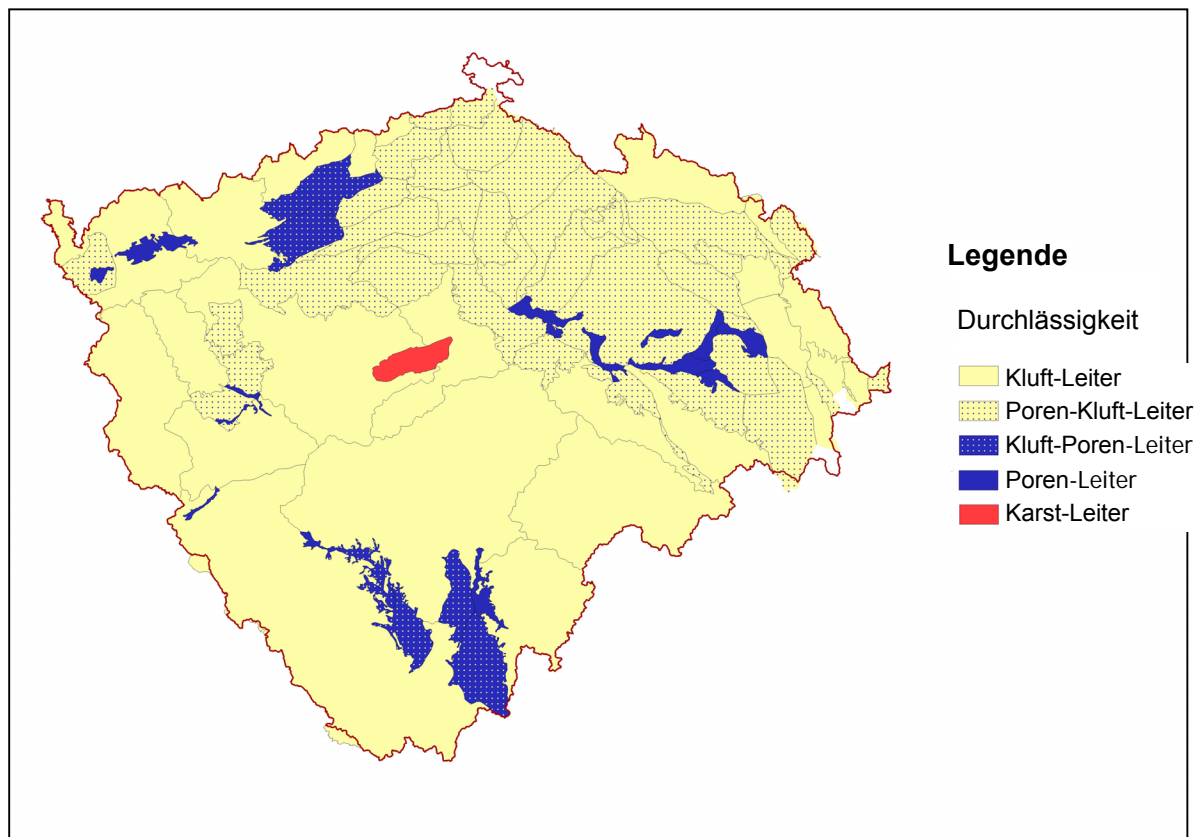 Legende
Durchlässigkeit
Kluft-Leiter
Poren-Kluft-Leiter
Kluft-Poren-Leiter
Poren-Leiter
Karst-Leiter